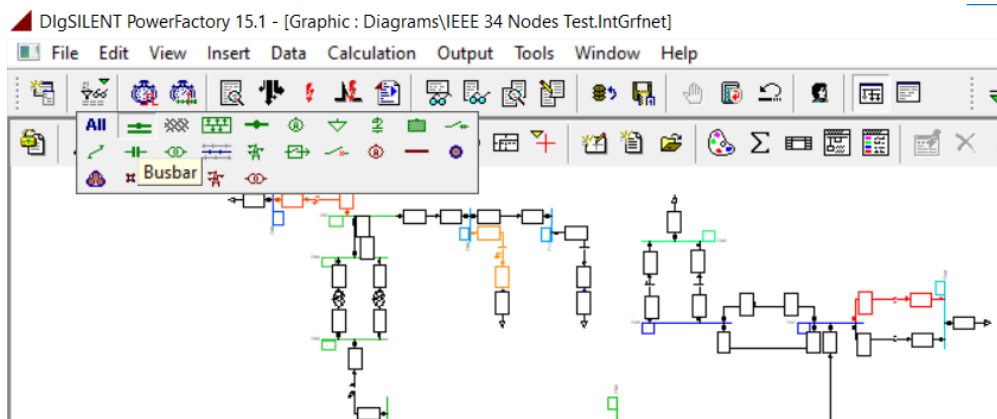 DIgSILENT PowerFactory 15.1 - [Graphic : Diagrams\IEEE 34 Nodes Test.IntGrfnet]
File Edit View Insert Data Calculation Output Tools Window Help
All
Busbar